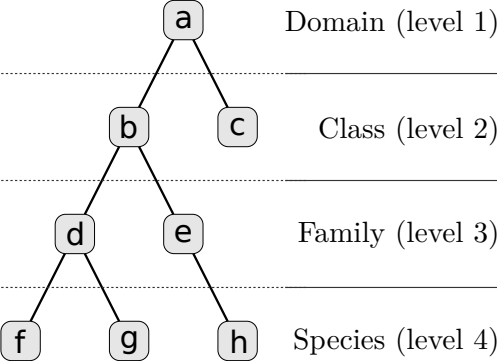 a Domain (level 1)
b c Class (level 2)
d e Family (level 3)
f g h Species (level 4)